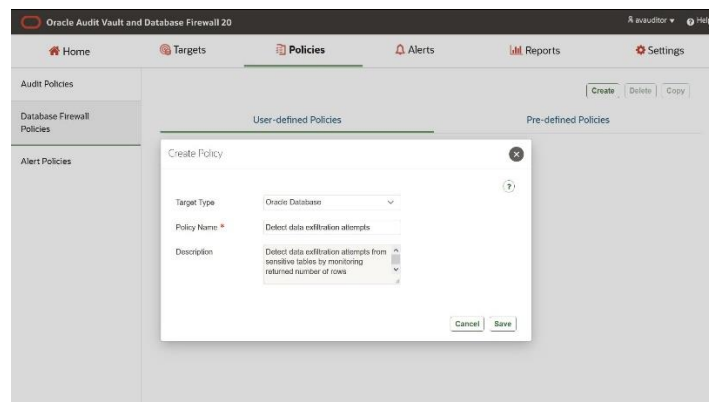 Oracle Audit Vault and Database Firewall 20
avauditor
Help
Home
Targets
Policies
Alerts
Reports
Settings
Audit Policies
Database Firewall
Policies
Alert Policies
Create
Delete
Copy
User-defined Policies
Pre-defined Policies
Create Policy
?
Target Type
Oracle Database
Policy Name *
Detect data exfiltration attempts
Description
Detect data exfiltration attempts from
sensitive tables by monitoring
returned number of rows
Cancel
Save